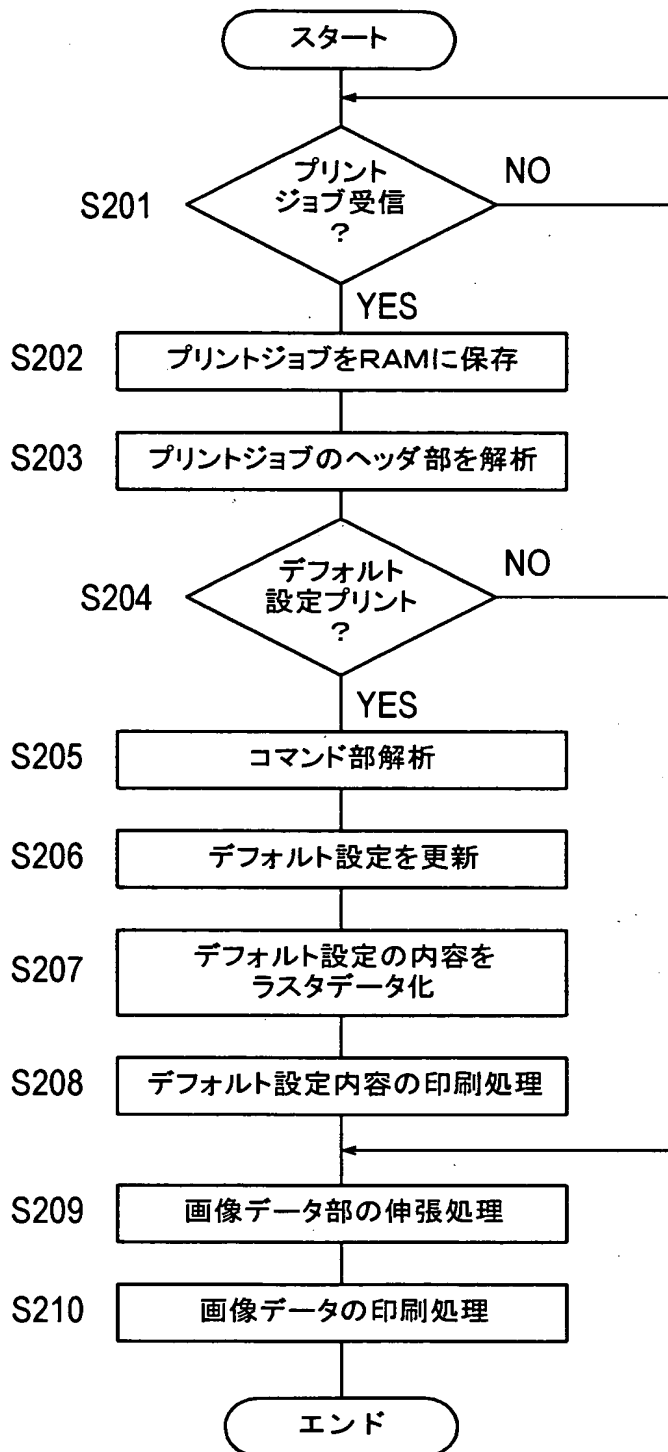 スタート
プリント
ジョブ受信
?
NO
S201
YES
S202
プリントジョブをRAMに保存
S203
プリントジョブのヘッダ部を解析
デフォルト
設定プリント
?
NO
S204
YES
S205
コマンド部解析
S206
デフォルト設定を更新
S207
デフォルト設定の内容を
ラスタデータ化
S208
デフォルト設定内容の印刷処理
S209
画像データ部の伸張処理
S210
画像データの印刷処理
エンド